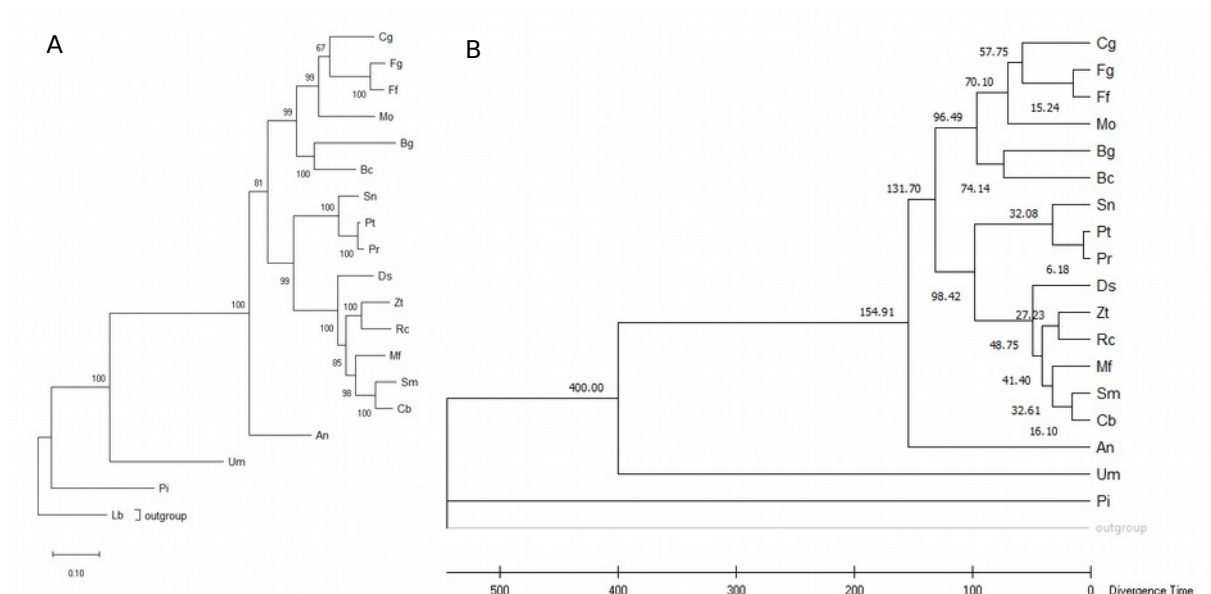 A
Cg
67
Fg
99
100
Ff
Mo
99
Bg
100
Bc
81
Sn
100
Pt
100
Pr
99
Ds
100
Zt
100
Rc
Mf
85
Sm
98
100
Cb
100
An
Um
100
Pi
Lb ] outgroup
0.10
B
57.75
Cg
Fg
70.10
Ff
15.24
96.49
Mo
Bg
74.14
Bc
131.70
Sn
32.08
Pt
6.18
Pr
98.42
Ds
27.23
Zt
48.75
Rc
Mf
41.40
Sm
32.61
16.10
Cb
154.91
An
400.00
Um
Pi
outgroup
500 400 300 200 100 0 Divergence Time